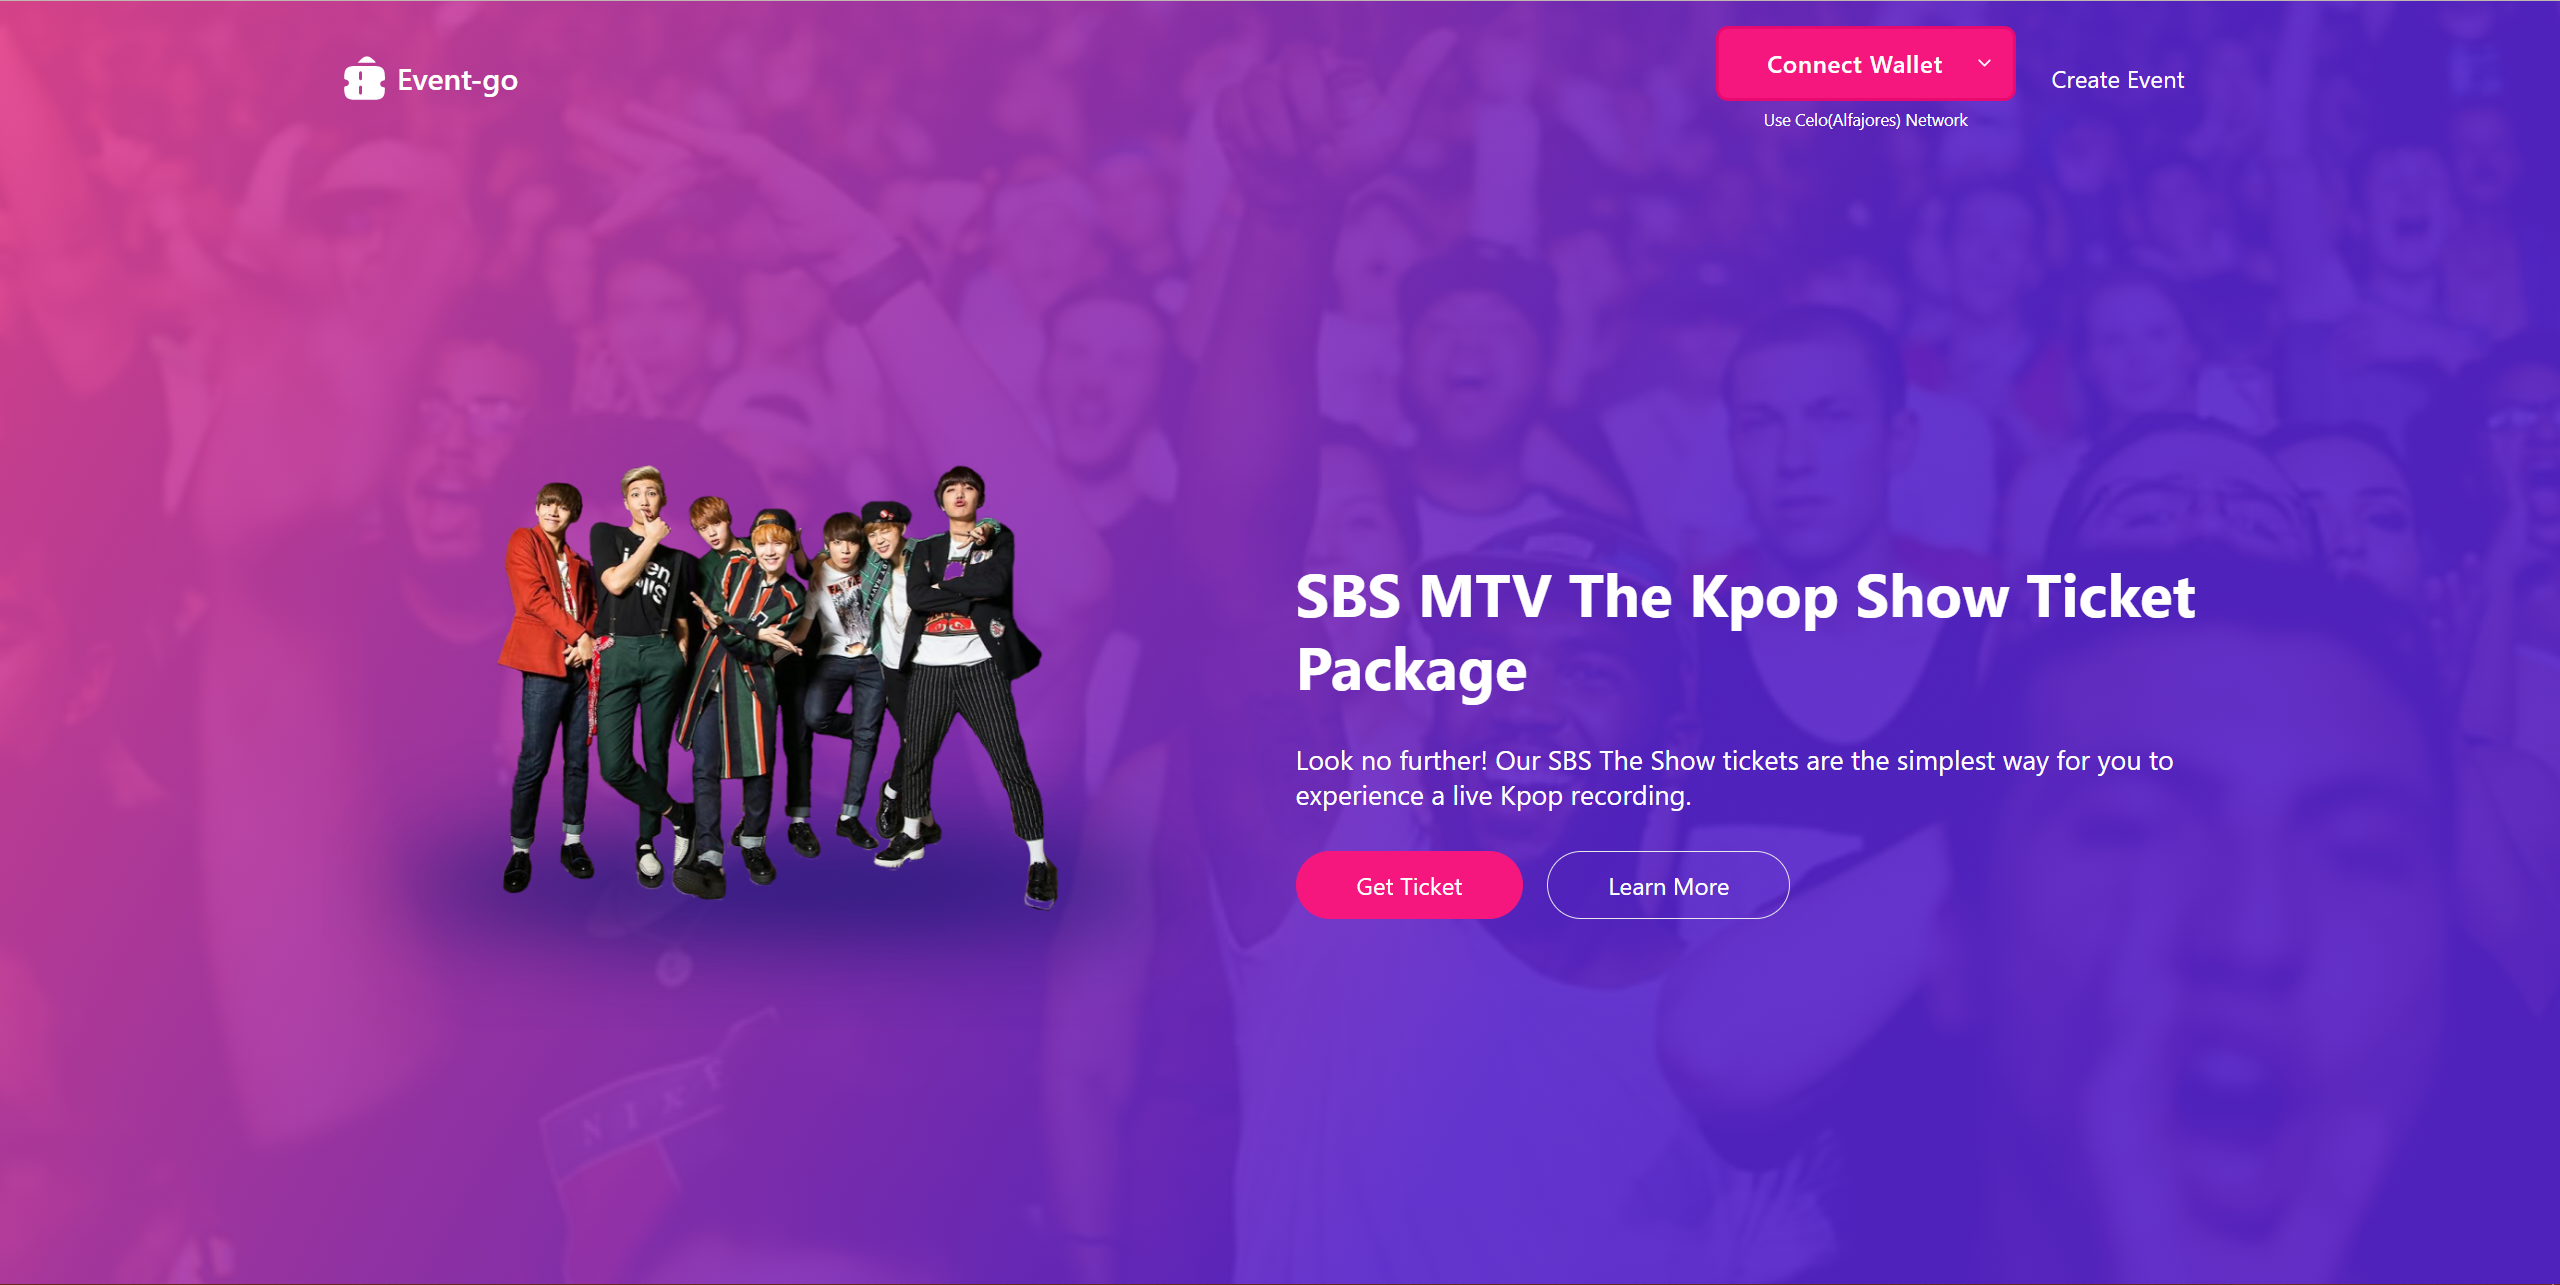 Event-go
Connect Wallet
Use Celo(Alfajores) Network
Create Event
SBS MTV The Kpop Show Ticket
Package
Look no further! Our SBS The Show tickets are the simplest way for you to
experience a live Kpop recording.
Get Ticket
Learn More